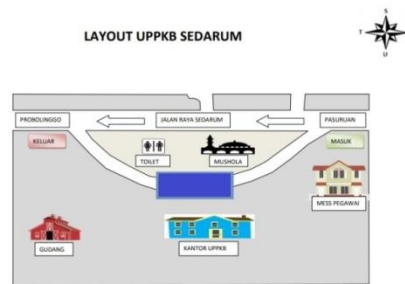 LAYOUT UPPKB SEDARUM
S
T
U
PROBOLINGGO
JALAN RAYA SEDARUM
PASURUAN
KELUAR
MASUK
TOILET
MUSHOLA
MESS PEGAWAI
GUDANG
KANTOR UPPKB